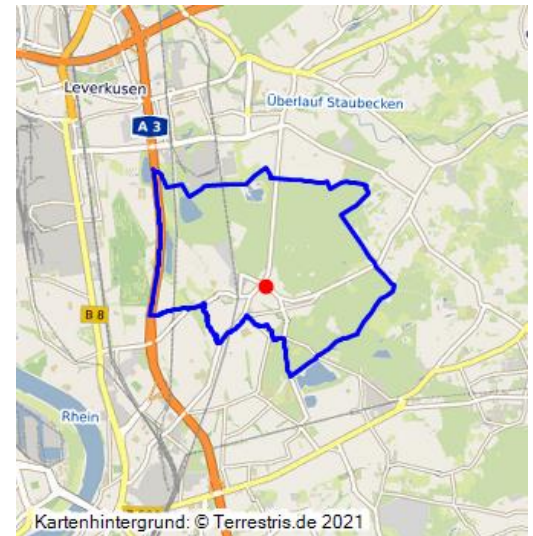 Leverkusen
Überlauf Staubecken
A 3
B 8
Rhein
Kartenhintergrund: © Terrestris.de 2021